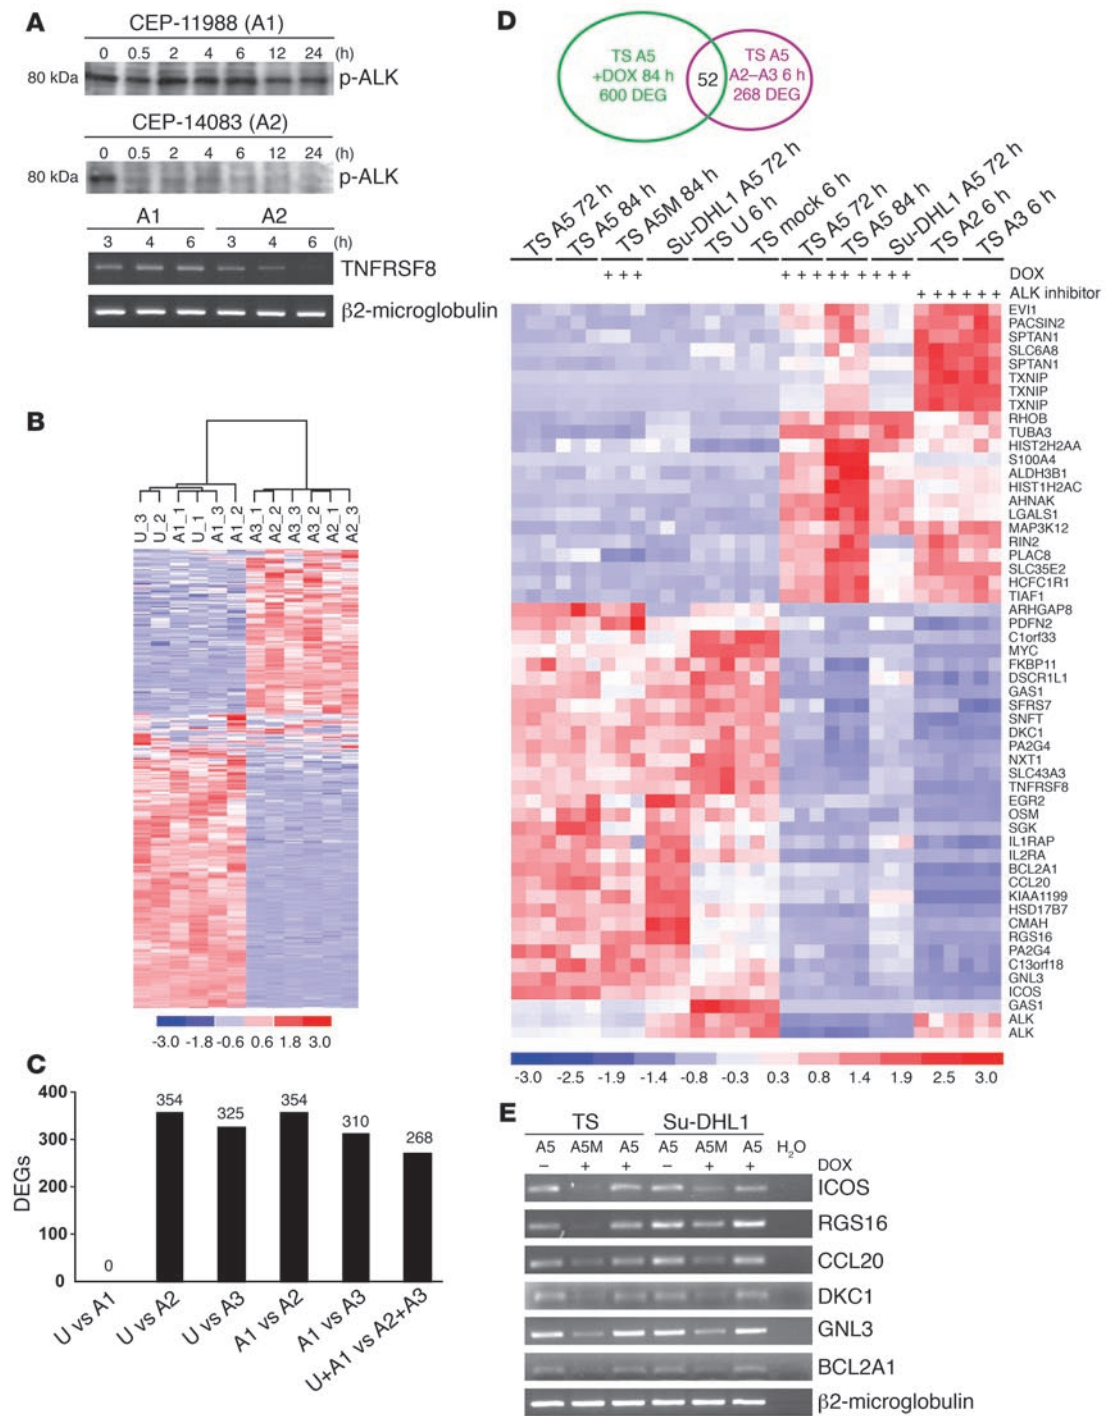 A
CEP-11988 (A1)
0 0.5 2 4 6 12 24 (h)
80 kDa p-ALK
CEP-14083 (A2)
0 0.5 2 4 6 12 24 (h)
80 kDa p-ALK
A1 A2
3 4 6 3 4 6 (h)
TNFRSF8
β2-microglobulin
B
U_3 U_2 A1_1 U_1 A1_3 A1_2 A3_1 A2_2 A3_3 A3_2 A2_1 A2_3
-3.0 -1.8 -0.6 0.6 1.8 3.0
C
DEGs
400
300
200
100
0
0 354 325 354 310 268
U vs A1
U vs A2
U vs A3
A1 vs A2
A1 vs A3
U+A1 vs A2+A3
D
TS A5
+DOX 84 h
600 DEG
52
TS A5
A2–A3 6 h
268 DEG
TS A5 72 h
TS A5 84 h
TS A5M 84 h
Su-DHL1 A5 72 h
TS U 6 h
TS mock 6 h
TS A5 72 h
TS A5 84 h
Su-DHL1 A5 72 h
TS A2 6 h
TS A3 6 h
+ + + + + + + + + + + + DOX
+ + + + + + ALK inhibitor
EVI1
PACSIN2
SPTAN1
SLC6A8
SPTAN1
TXNIP
TXNIP
TXNIP
RHOB
TUBA3
HIST2H2AA
S100A4
ALDH3B1
HIST1H2AC
AHNAK
LGALS1
MAP3K12
RIN2
PLAC8
SLC35E2
HCFC1R1
TIAF1
ARHGAP8
PDFN2
C1orf33
MYC
FKBP11
DSCR1L1
GAS1
SFRS7
SNFT
DKC1
PA2G4
NXT1
SLC43A3
TNFRSF8
EGR2
OSM
SGK
IL1RAP
IL2RA
BCL2A1
CCL20
KIAA1199
HSD17B7
CMAH
RGS16
PA2G4
C13orf18
GNL3
ICOS
GAS1
ALK
ALK
-3.0 -2.5 -1.9 -1.4 -0.8 -0.3 0.3 0.8 1.4 1.9 2.5 3.0
E
TS Su-DHL1
A5 A5M A5 A5 A5M A5 H2O
– + + – + + DOX
ICOS
RGS16
CCL20
DKC1
GNL3
BCL2A1
β2-microglobulin